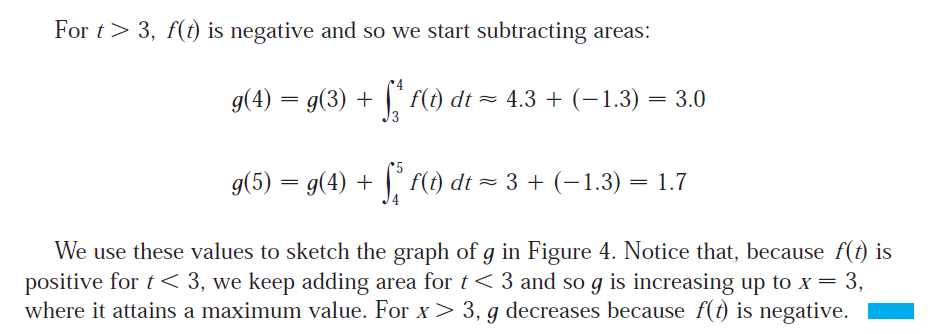 For t > 3, f(t) is negative and so we start subtracting areas:
g(4) = g(3) + ∫₃⁴ f(t) dt ≈ 4.3 + (−1.3) = 3.0
g(5) = g(4) + ∫₄⁵ f(t) dt ≈ 3 + (−1.3) = 1.7
We use these values to sketch the graph of g in Figure 4. Notice that, because f(t) is
positive for t < 3, we keep adding area for t < 3 and so g is increasing up to x = 3,
where it attains a maximum value. For x > 3, g decreases because f(t) is negative.